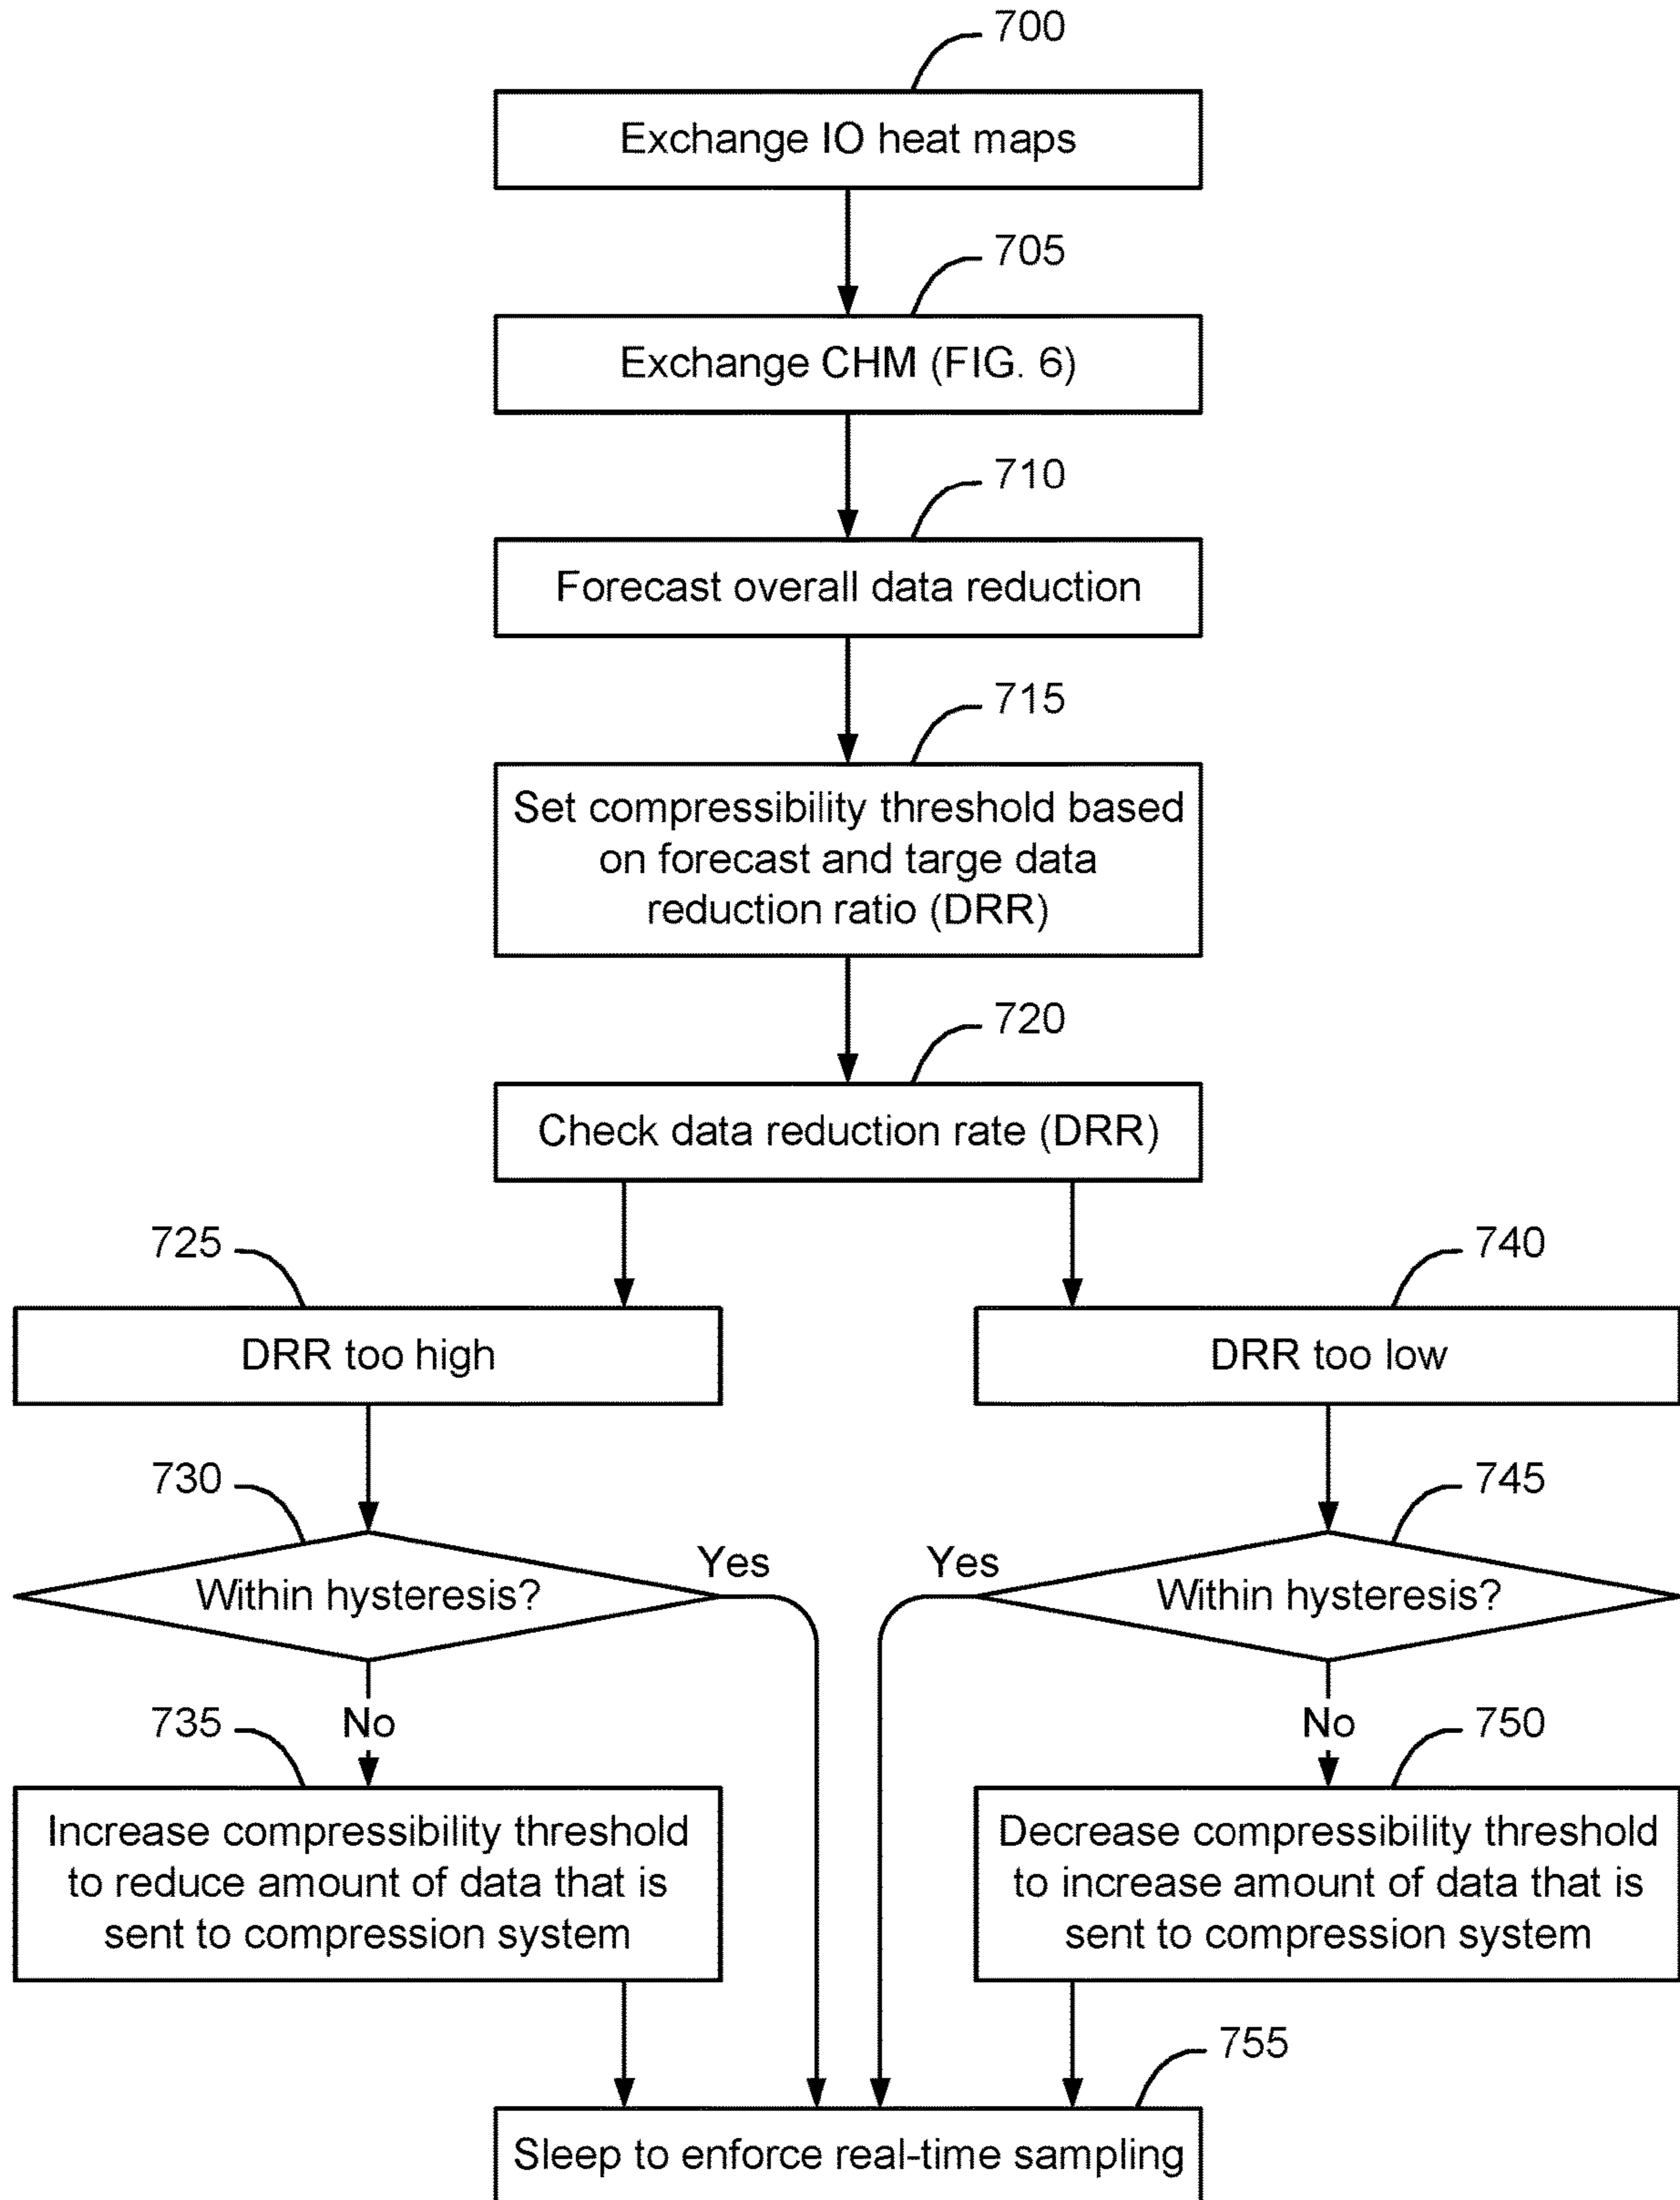 700
Exchange IO heat maps
705
Exchange CHM (FIG. 6)
710
Forecast overall data reduction
715
Set compressibility threshold based
on forecast and targe data
reduction ratio (DRR)
720
Check data reduction rate (DRR)
725
740
DRR too high
DRR too low
730
745
Within hysteresis?
Yes
Yes
Within hysteresis?
735
No
No
750
Increase compressibility threshold
to reduce amount of data that is
sent to compression system
Decrease compressibility threshold
to increase amount of data that is
sent to compression system
755
Sleep to enforce real-time sampling